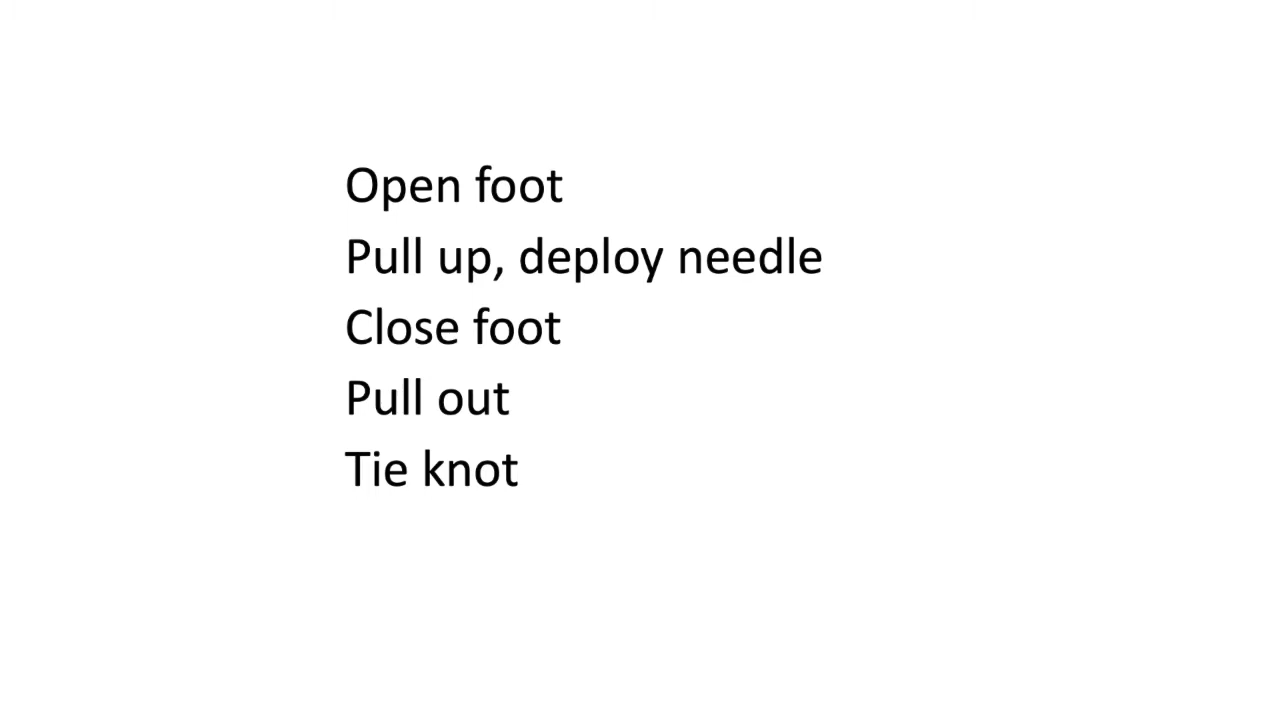 Open foot
Pull up, deploy needle
Close foot
Pull out
Tie knot